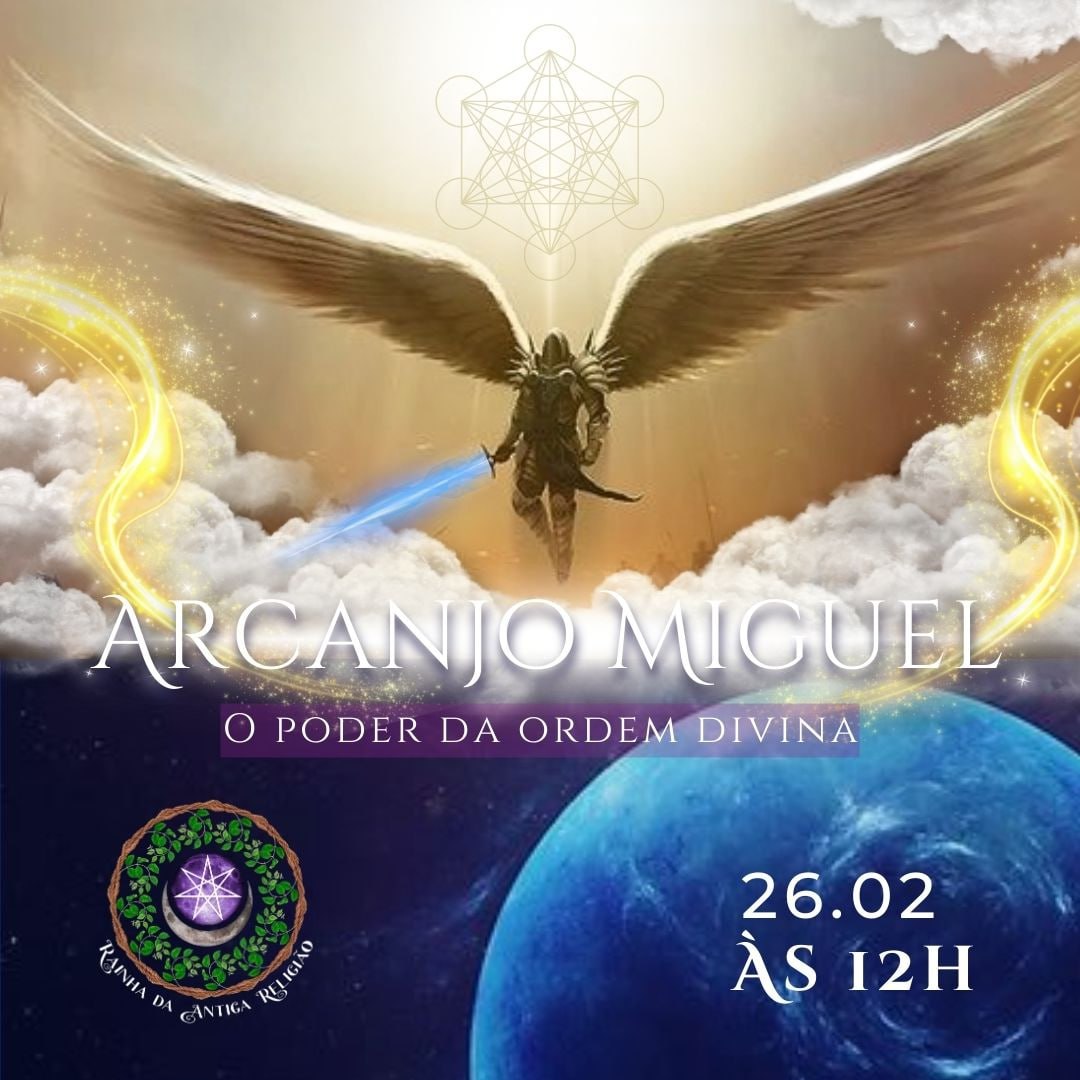 Arcanjo Miguel
O poder da ordem divina
26.02
Às 12h
Rainha da Antiga Religião